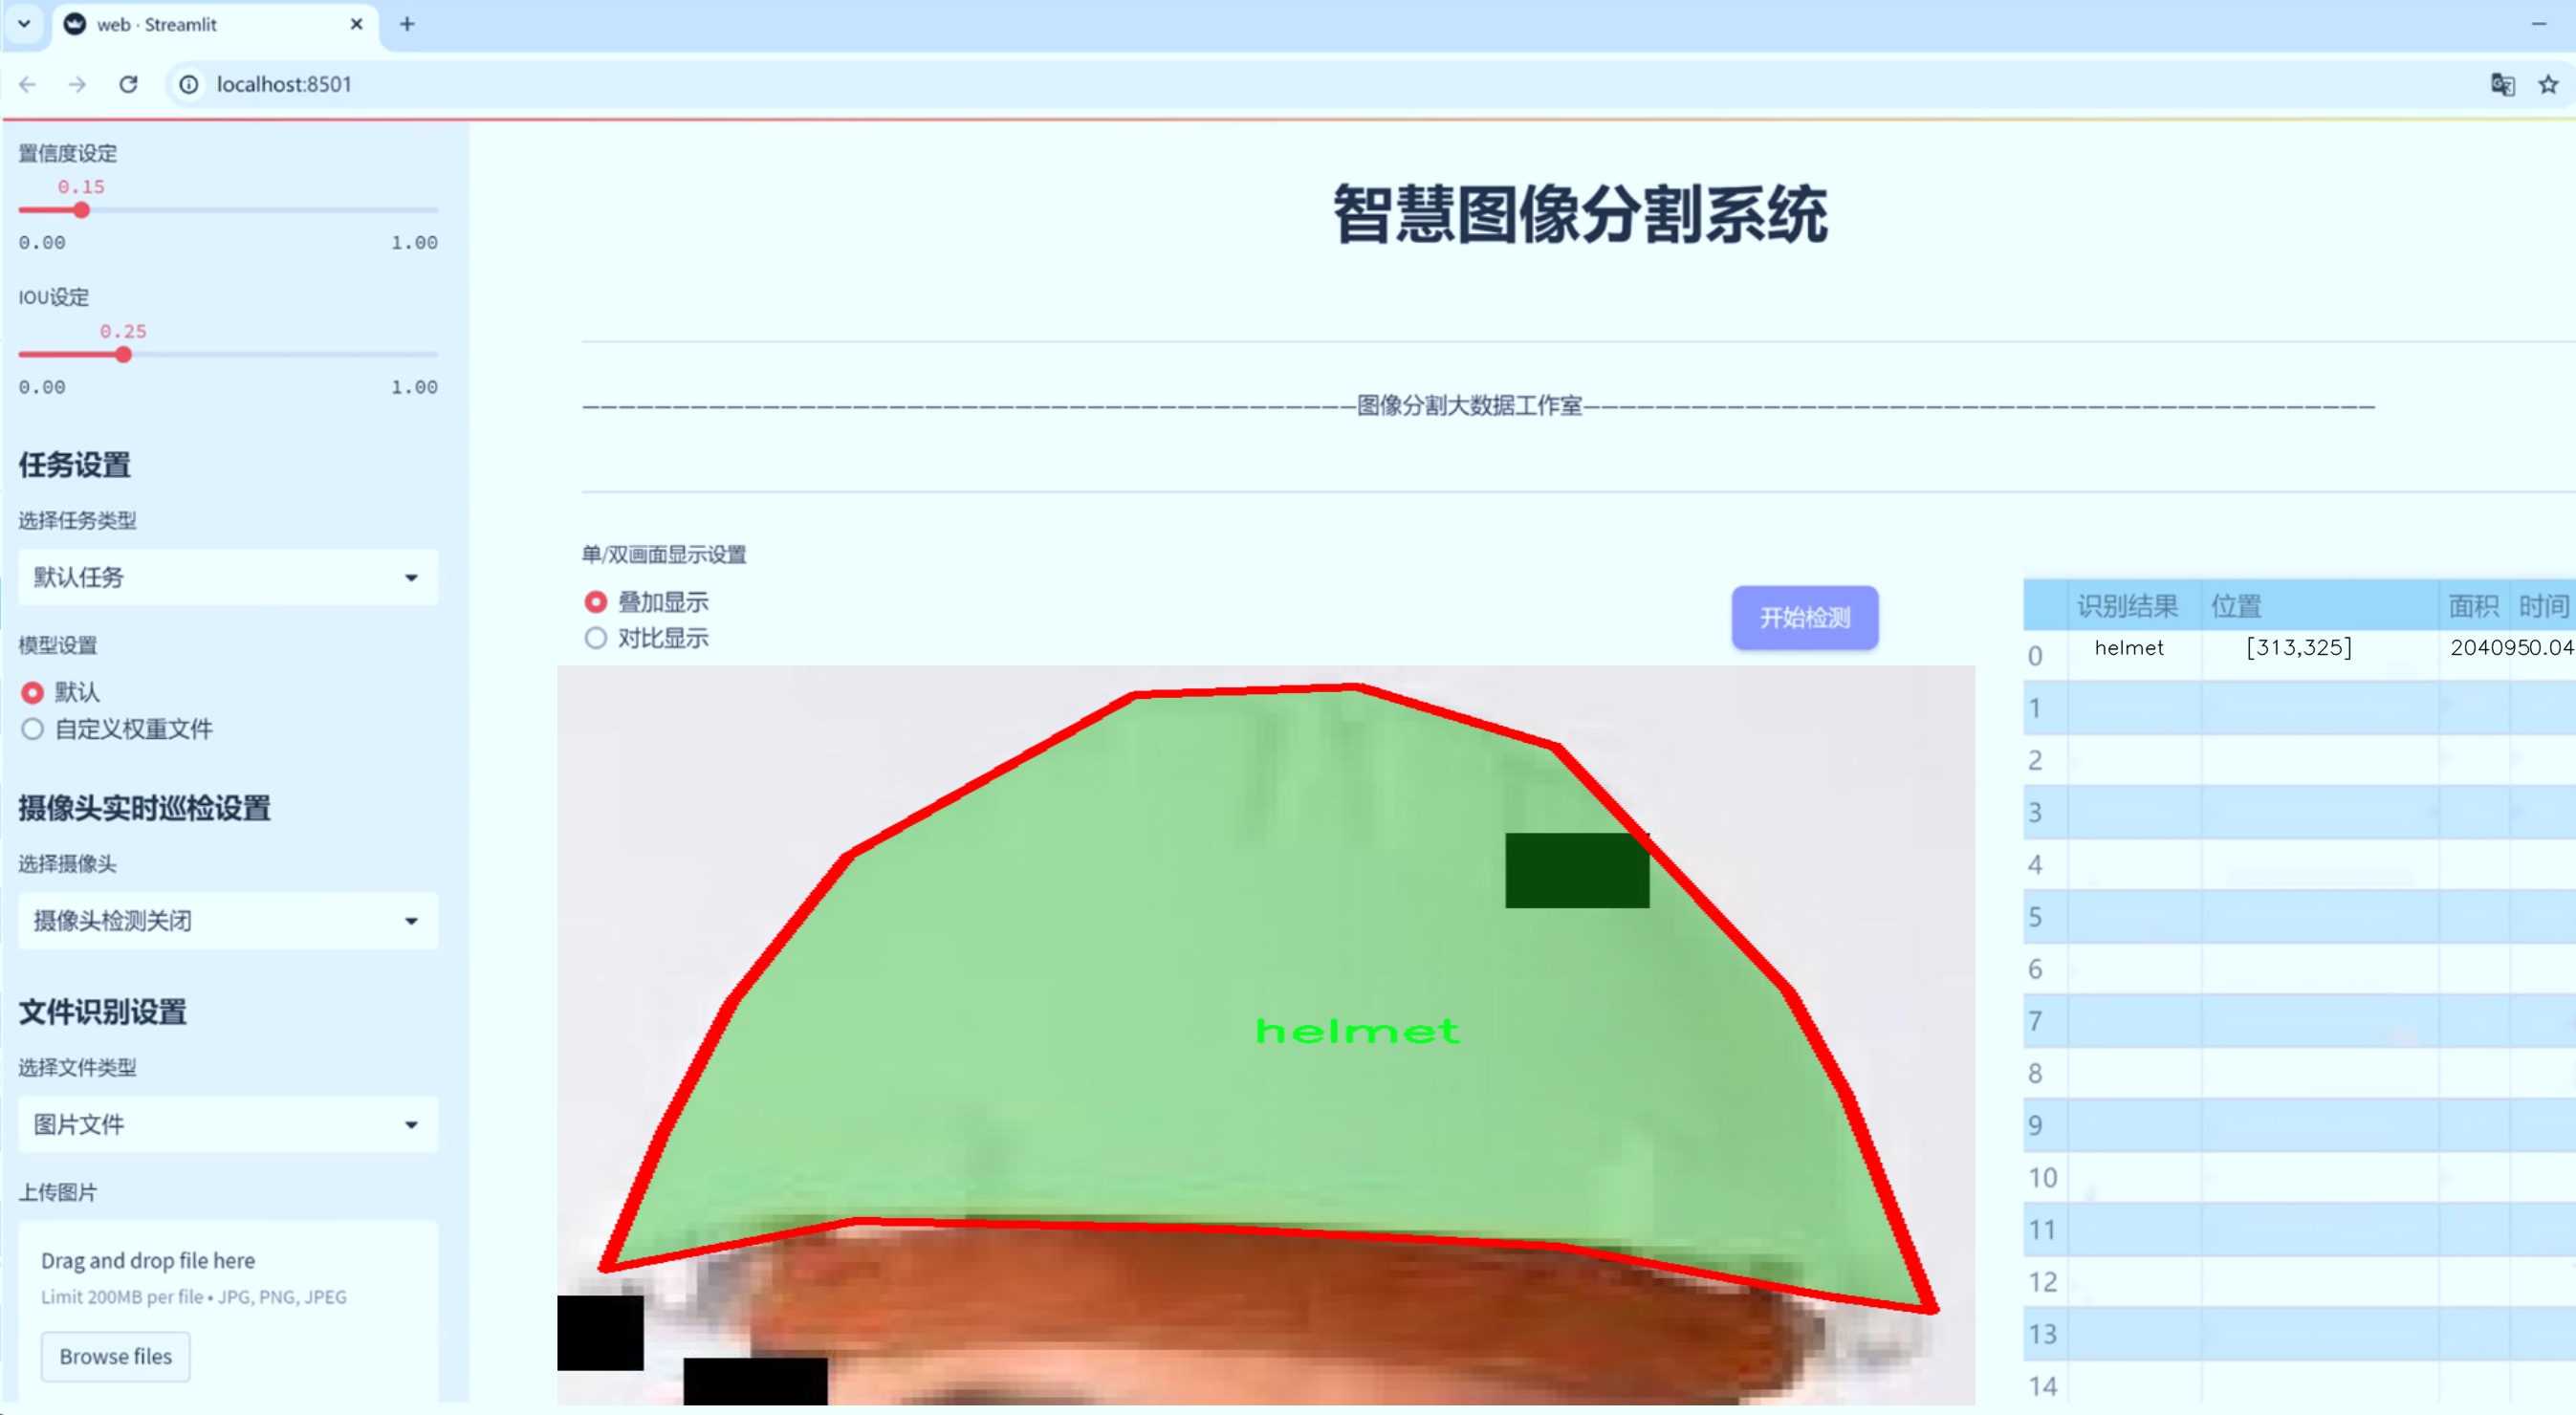 web · Streamlit
localhost:8501
置信度设定
0.15
0.00 1.00
IOU设定
0.25
0.00 1.00
任务设置
选择任务类型
默认任务
模型设置
默认
自定义权重文件
摄像头实时巡检设置
选择摄像头
摄像头检测关闭
文件识别设置
选择文件类型
图片文件
上传图片
Drag and drop file here
Limit 200MB per file • JPG, PNG, JPEG
Browse files
智慧图像分割系统
———————————————————————————————————————————图像分割大数据工作室————————————————————————————————————————————
单/双画面显示设置
叠加显示
对比显示
开始检测
helmet
识别结果 位置 面积 时间
0 helmet [313,325] 2040950.04
1
2
3
4
5
6
7
8
9
10
11
12
13
14